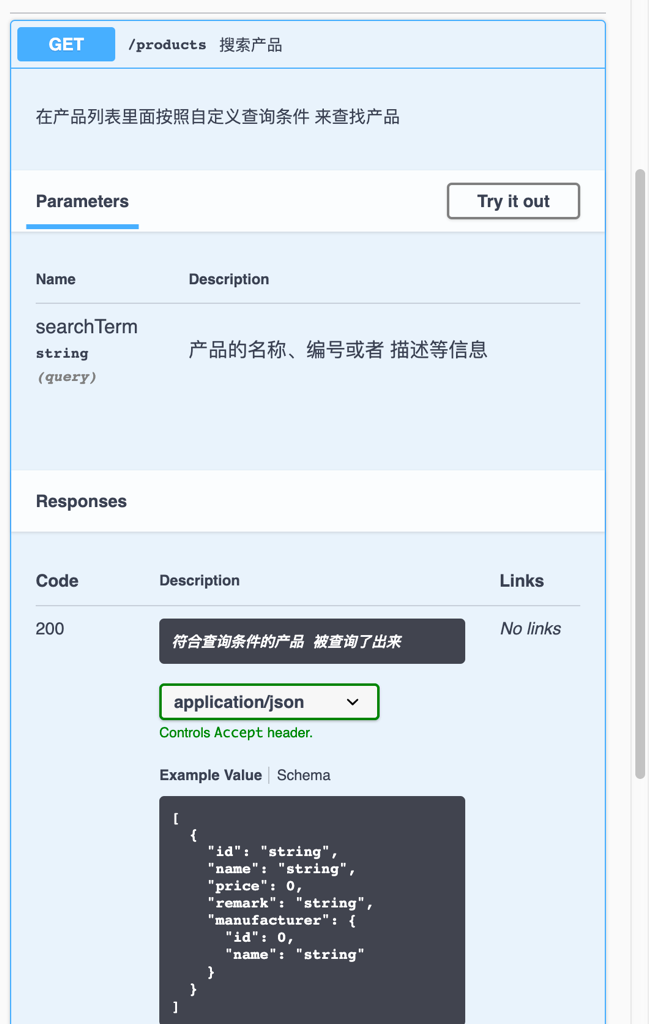 GET /products 搜索产品
在产品列表里面按照自定义查询条件 来查找产品
Parameters Try it out
Name Description
searchTerm
string
(query)
产品的名称、编号或者 描述等信息
Responses
Code Description Links
200 符合查询条件的产品 被查询了出来 No links
application/json
Controls Accept header.
Example Value Schema
[
{
"id": "string",
"name": "string",
"price": 0,
"remark": "string",
"manufacturer": {
"id": 0,
"name": "string"
}
}
]